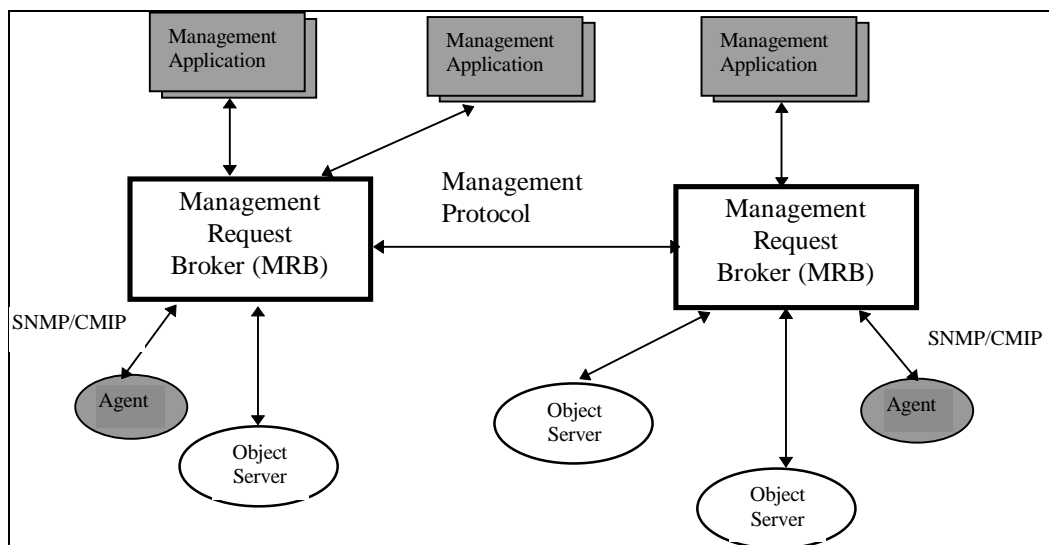 Management
Application
Management
Application
Management
Application
Management
Protocol
Management
Request
Broker (MRB)
Management
Request
Broker (MRB)
SNMP/CMIP
SNMP/CMIP
Agent
Object
Server
Object
Server
Agent
Object
Server